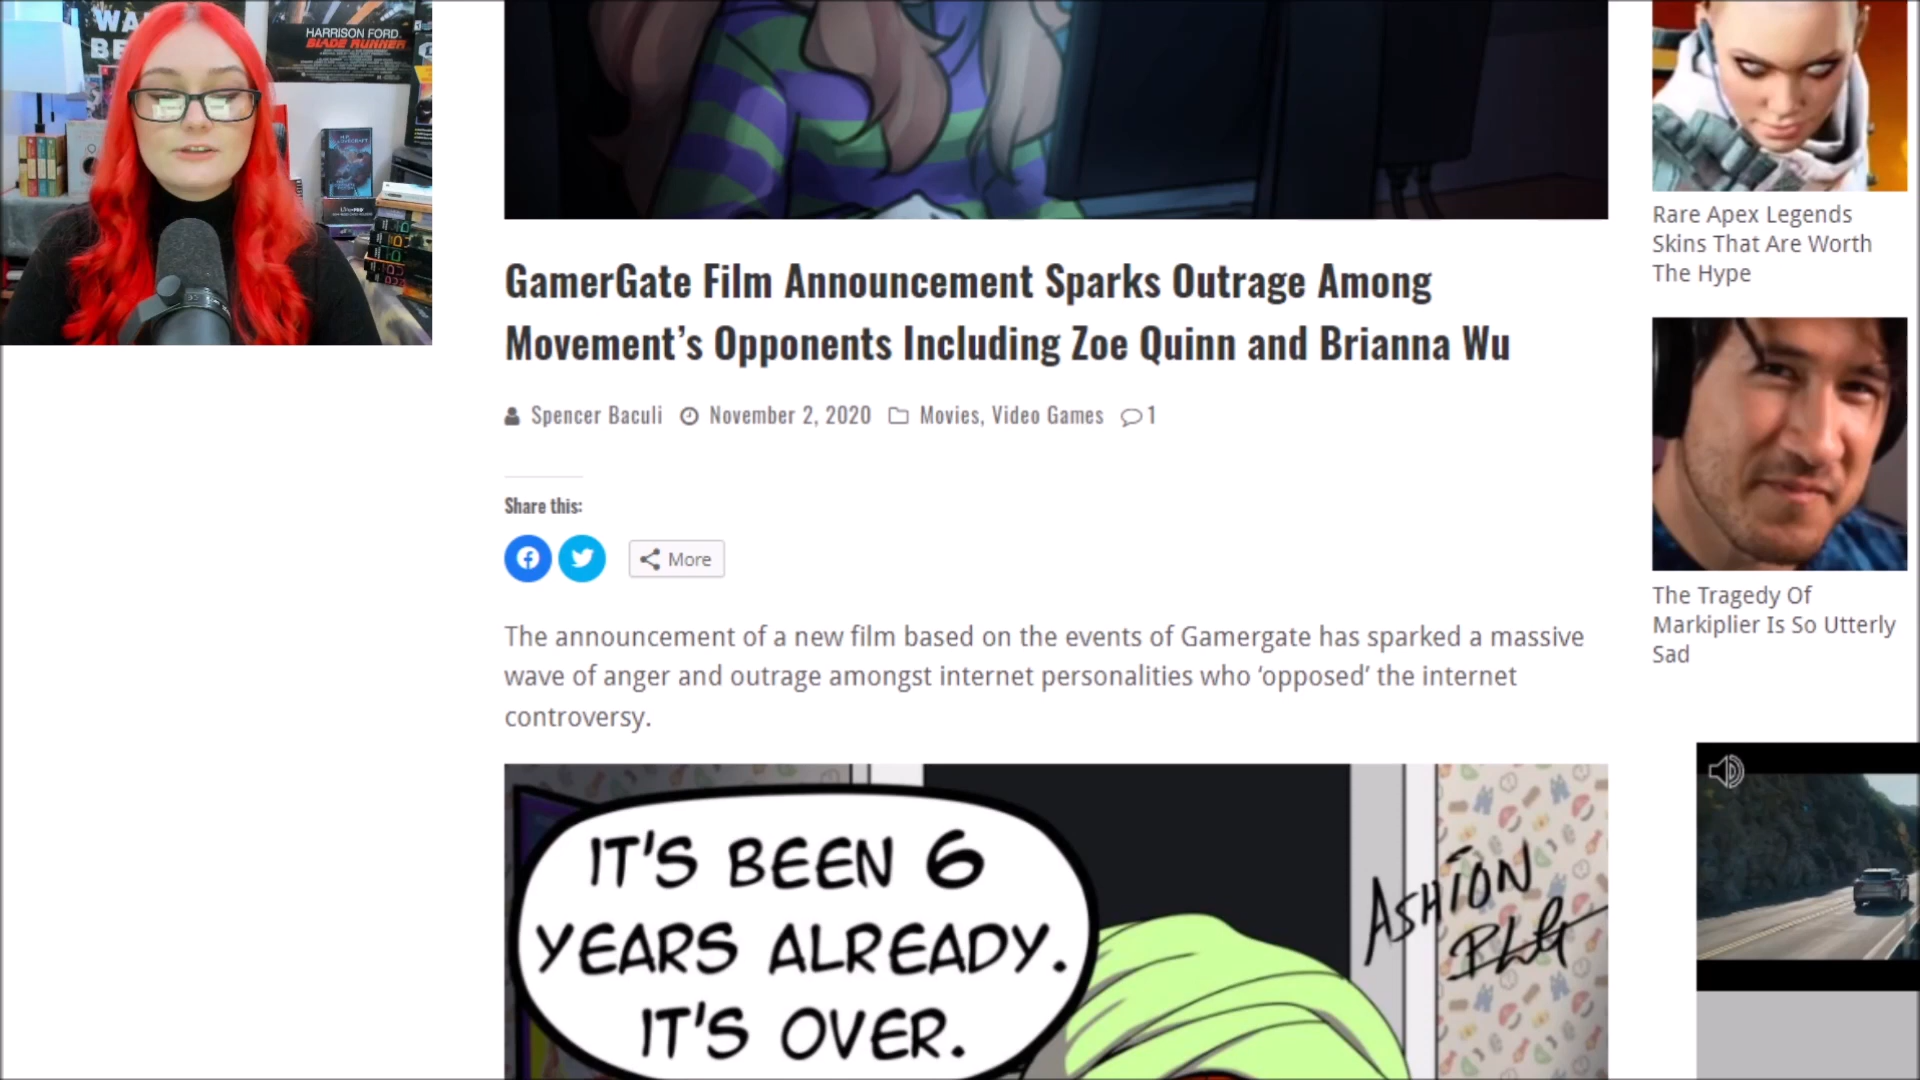 WA
BE
HARRISON FORD
BLADE RUNNER
GamerGate Film Announcement Sparks Outrage Among
Movement’s Opponents Including Zoe Quinn and Brianna Wu
Spencer Baculi November 2, 2020 Movies, Video Games 1
Share this:
More
The announcement of a new film based on the events of Gamergate has sparked a massive
wave of anger and outrage amongst internet personalities who ‘opposed’ the internet
controversy.
IT'S BEEN 6
YEARS ALREADY.
IT'S OVER.
ASHION
Rare Apex Legends
Skins That Are Worth
The Hype
The Tragedy Of
Markiplier Is So Utterly
Sad